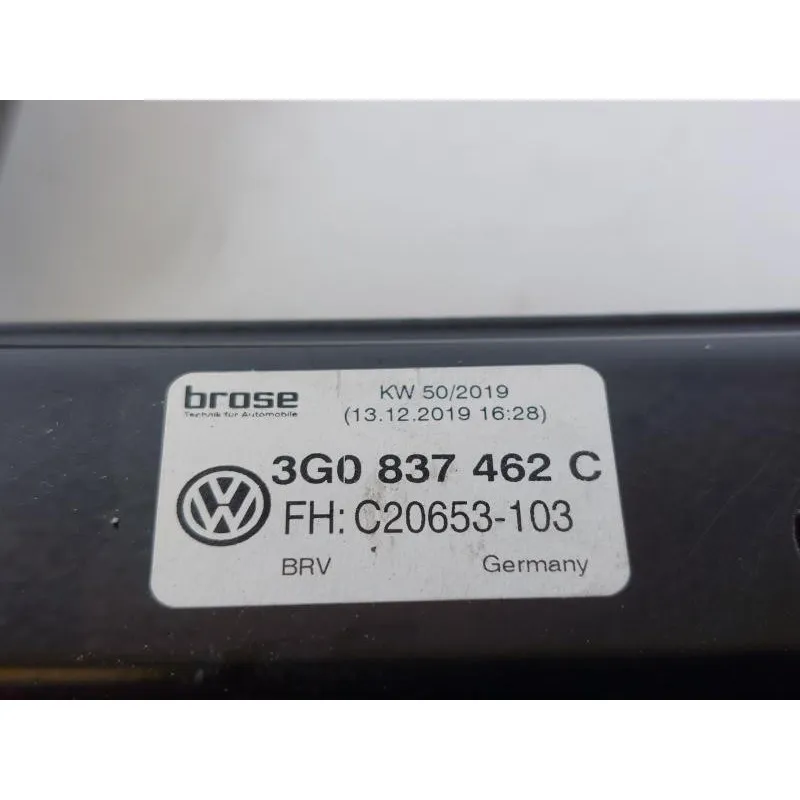 brose
Technik für Automobile
KW 50/2019
(13.12.2019 16:28)
3G0 837 462 C
FH: C20653-103
BRV
Germany